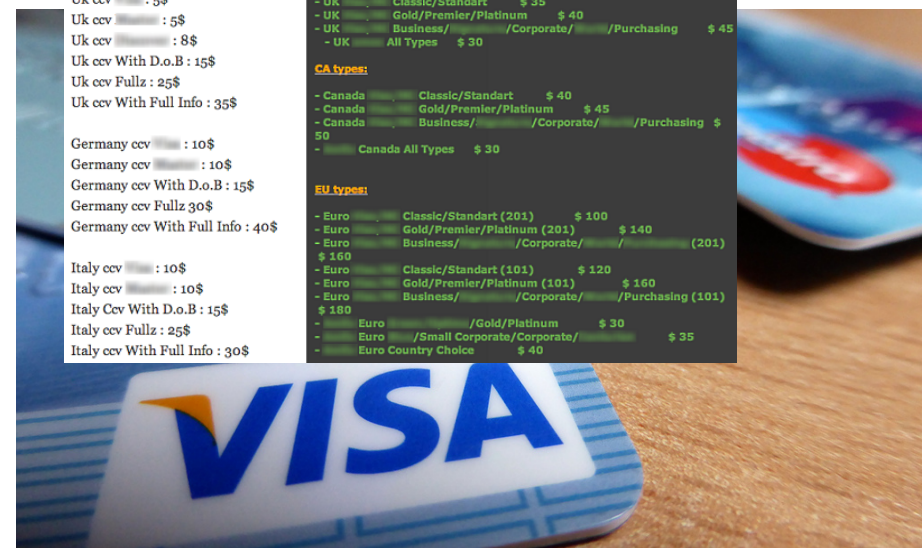 Uk ccv : 5$
Uk ccv : 5$
Uk ccv : 8$
Uk ccv With D.o.B : 15$
Uk ccv Fullz : 25$
Uk ccv With Full Info : 35$
Germany ccv : 10$
Germany ccv : 10$
Germany ccv With D.o.B : 15$
Germany ccv Fullz 30$
Germany ccv With Full Info : 40$
Italy ccv : 10$
Italy ccv : 10$
Italy Ccv With D.o.B : 15$
Italy ccv Fullz : 25$
Italy ccv With Full Info : 30$
- UK Classic/Standart $ 35
- UK Gold/Premier/Platinum $ 40
- UK Business/ /Corporate/ /Purchasing $ 45
- UK All Types $ 30
CA types:
- Canada Classic/Standart $ 40
- Canada Gold/Premier/Platinum $ 45
- Canada Business/ /Corporate/ /Purchasing $
50
- Canada All Types $ 30
EU types:
- Euro Classic/Standart (201) $ 100
- Euro Gold/Premier/Platinum (201) $ 140
- Euro Business/ /Corporate/ / (201)
$ 160
- Euro Classic/Standart (101) $ 120
- Euro Gold/Premier/Platinum (101) $ 160
- Euro Business/ /Corporate/ /Purchasing (101)
$ 180
- Euro /Gold/Platinum $ 30
- Euro /Small Corporate/Corporate/ $ 35
- Euro Country Choice $ 40
VISA